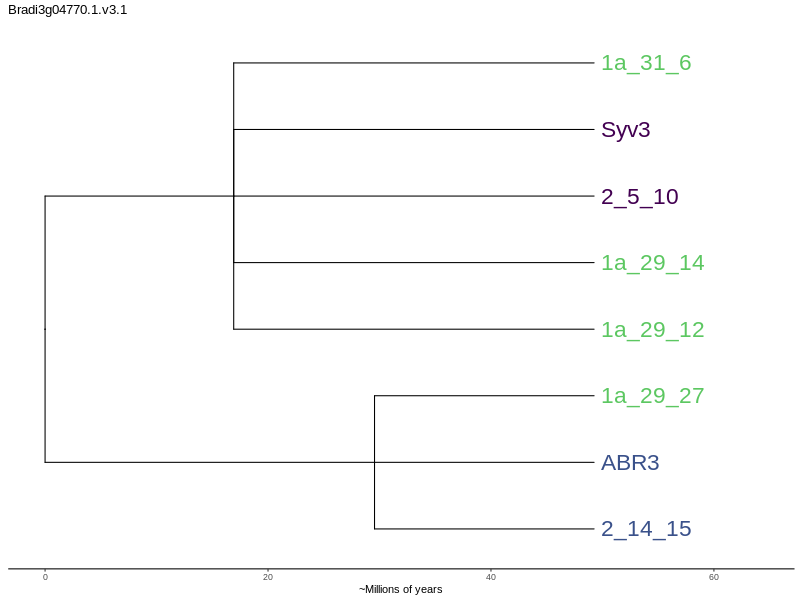 Bradi3g04770.1.v3.1
1a_31_6
Syv3
2_5_10
1a_29_14
1a_29_12
1a_29_27
ABR3
2_14_15
0 20 40 60
~Millions of years